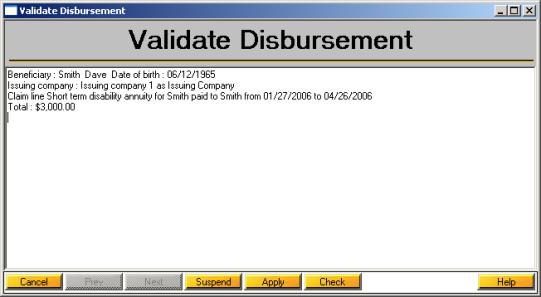 Validate Disbursement
Validate Disbursement
Beneficiary : Smith  Dave  Date of birth : 06/12/1965
Issuing company : Issuing company 1 as Issuing Company
Claim line Short term disability annuity for Smith paid to Smith from 01/27/2006 to 04/26/2006
Total : $3,000.00
Cancel Prev Next Suspend Apply Check Help